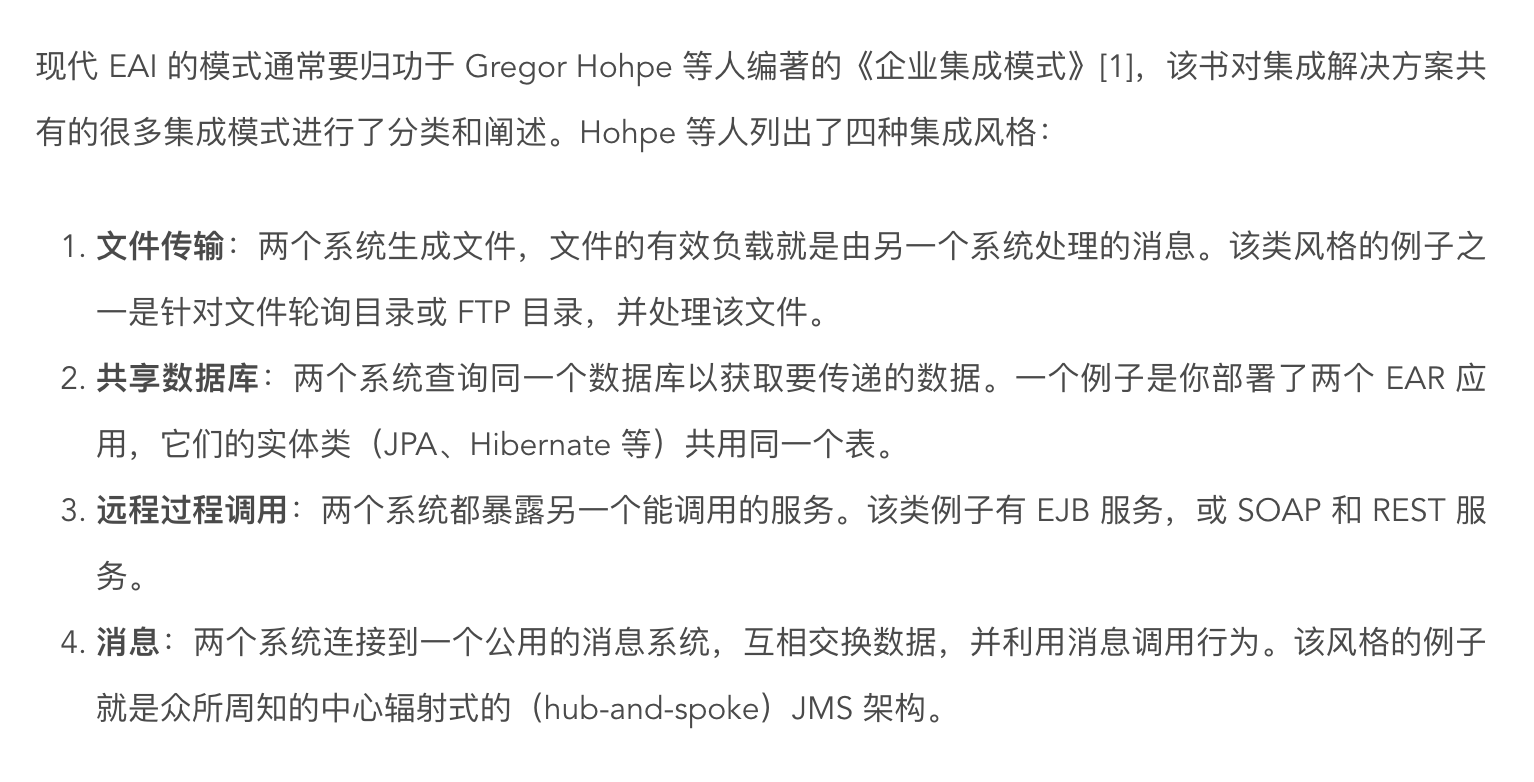 现代 EAI 的模式通常要归功于 Gregor Hohpe 等人编著的《企业集成模式》[1]，该书对集成解决方案共
有的很多集成模式进行了分类和阐述。Hohpe 等人列出了四种集成风格：
1. 文件传输：两个系统生成文件，文件的有效负载就是由另一个系统处理的消息。该类风格的例子之
一是针对文件轮询目录或 FTP 目录，并处理该文件。
2. 共享数据库：两个系统查询同一个数据库以获取要传递的数据。一个例子是你部署了两个 EAR 应
用，它们的实体类（JPA、Hibernate 等）共用同一个表。
3. 远程过程调用：两个系统都暴露另一个能调用的服务。该类例子有 EJB 服务，或 SOAP 和 REST 服
务。
4. 消息：两个系统连接到一个公用的消息系统，互相交换数据，并利用消息调用行为。该风格的例子
就是众所周知的中心辐射式的（hub-and-spoke）JMS 架构。